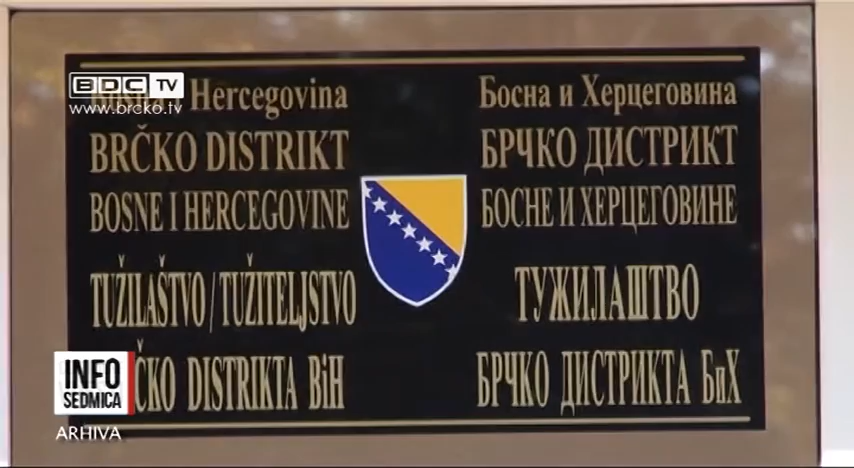 BDC TV
www.brcko.tv
Hercegovina
BRČKO DISTRIKT
BOSNE I HERCEGOVINE
TUŽILAŠTVO / TUŽITELJSTVO
ČKO DISTRIKTA BiH
Босна и Херцеговина
БРЧКО ДИСТРИКТ
БОСНЕ И ХЕРЦЕГОВИНЕ
ТУЖИЛАШТВО
БРЧКО ДИСТРИКТА БиХ
INFO
SEDMICA
ARHIVA